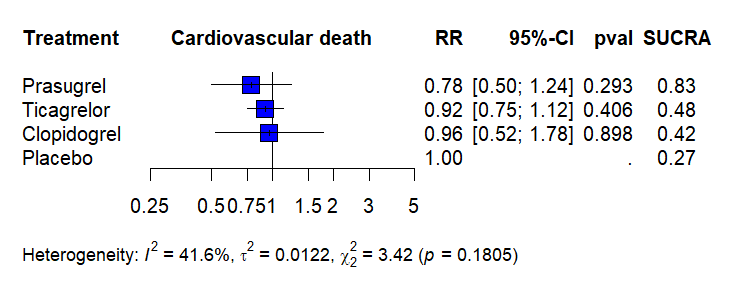 Treatment Cardiovascular death RR 95%-CI pval SUCRA
Prasugrel 0.78 [0.50; 1.24] 0.293 0.83
Ticagrelor 0.92 [0.75; 1.12] 0.406 0.48
Clopidogrel 0.96 [0.52; 1.78] 0.898 0.42
Placebo 1.00 . 0.27
0.25 0.5 0.75 1 1.5 2 3 5
Heterogeneity: I² = 41.6%, τ² = 0.0122, χ²₂ = 3.42 (p = 0.1805)